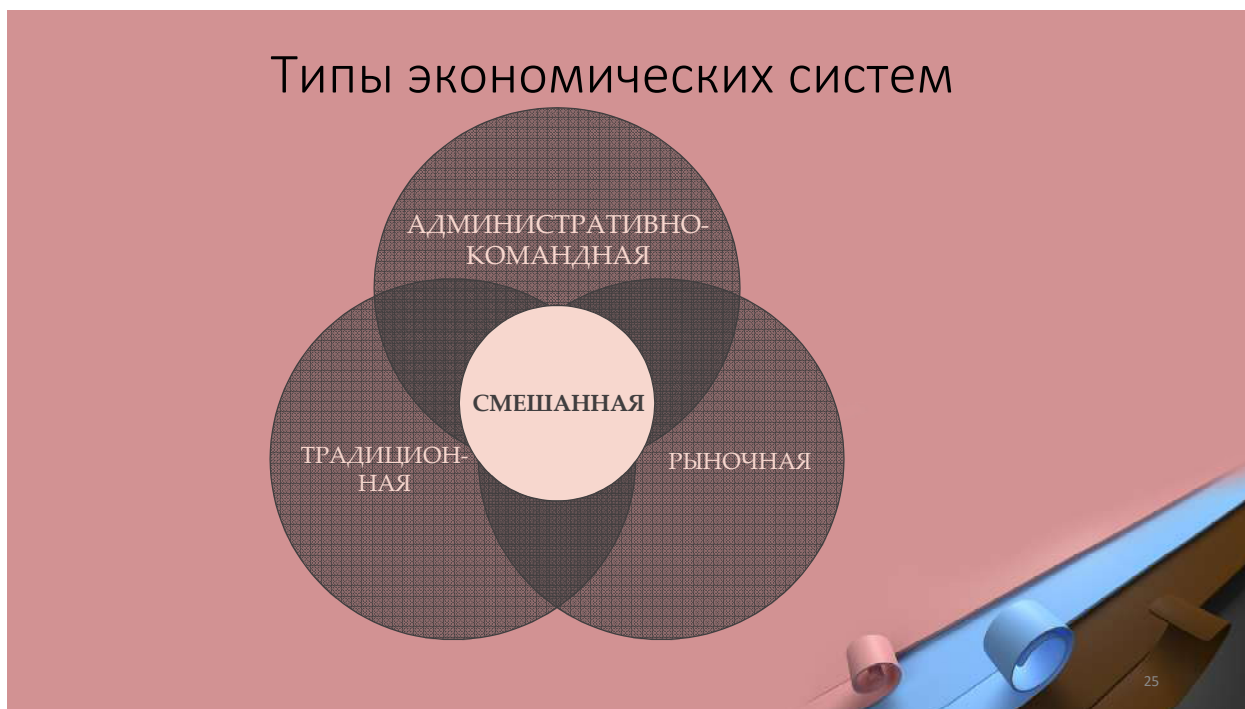 Типы экономических систем
АДМИНИСТРАТИВНО-
КОМАНДНАЯ
СМЕШАННАЯ
ТРАДИЦИОН-
НАЯ
РЫНОЧНАЯ
25